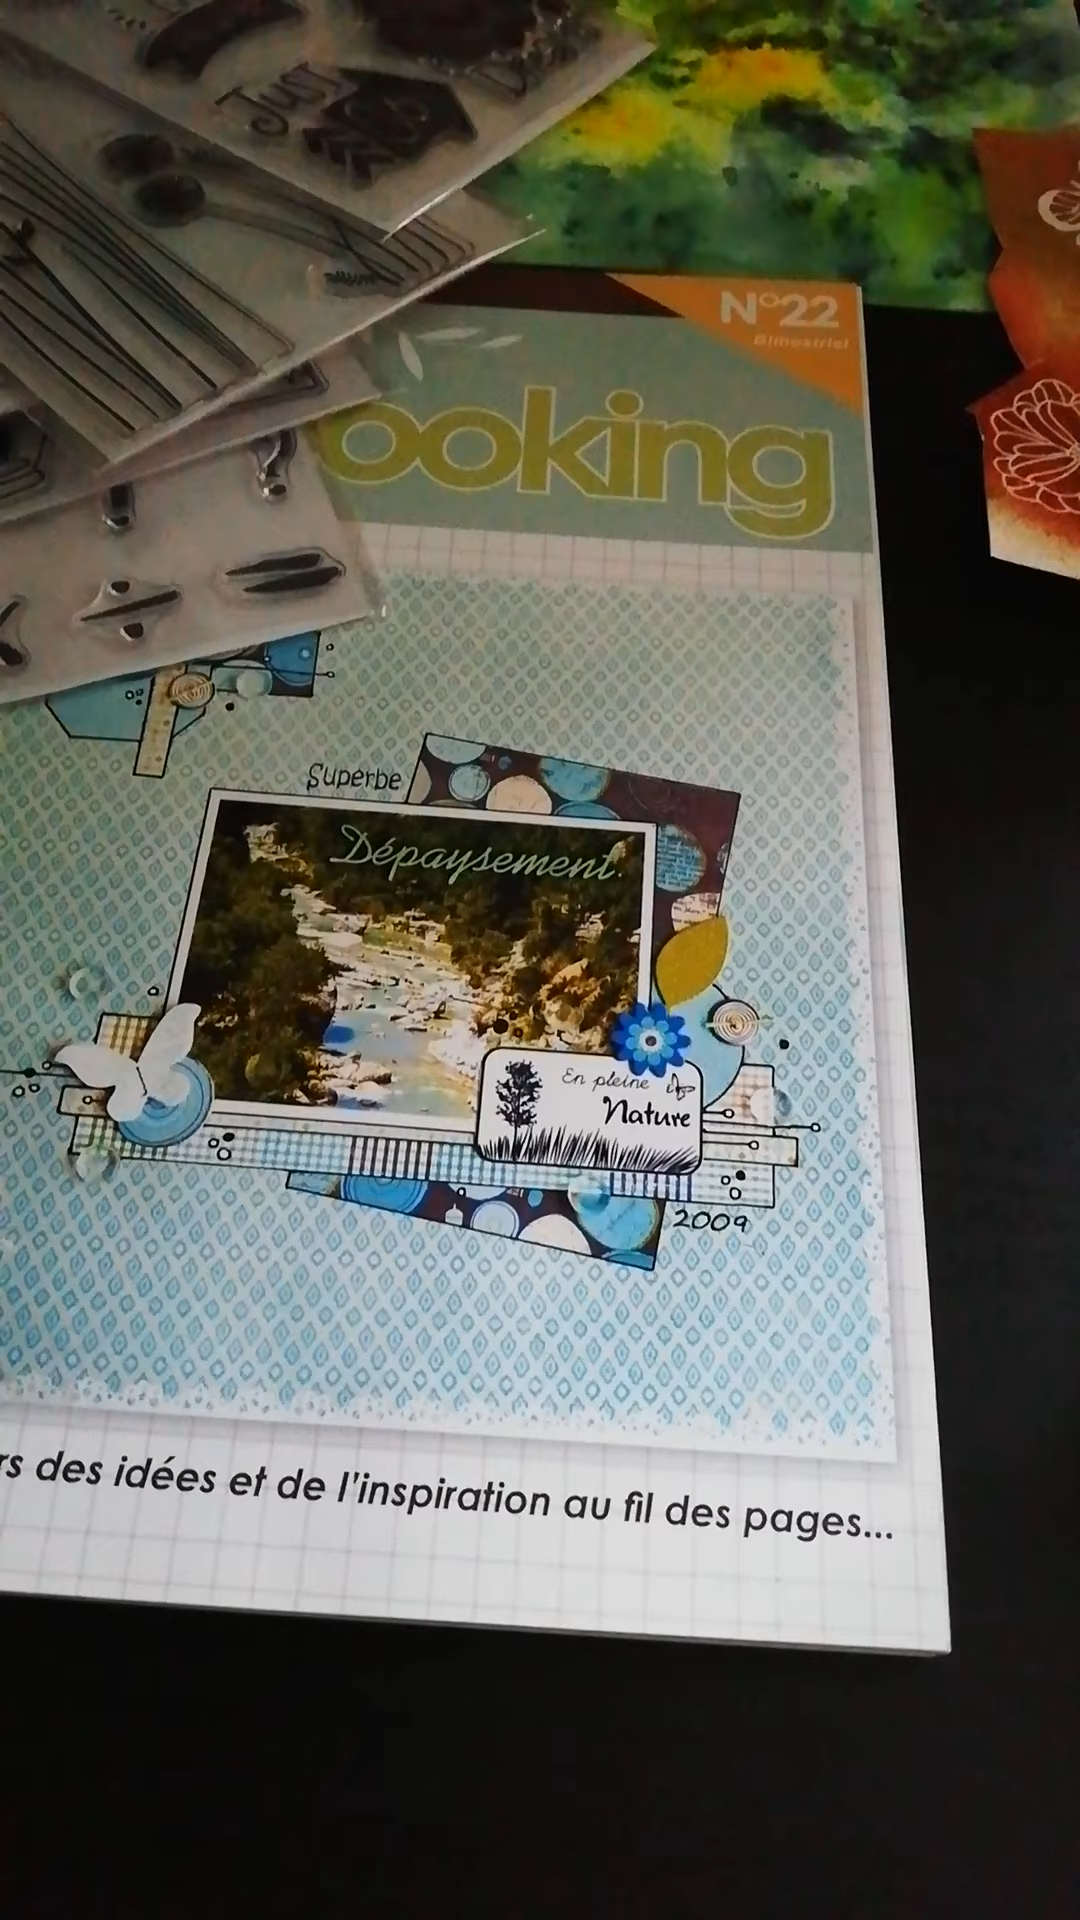 Just
N°22
Bimestriel
ooking
Superbe
Dépaysement.
En pleine
Nature
2009
rs des idées et de l'inspiration au fil des pages...